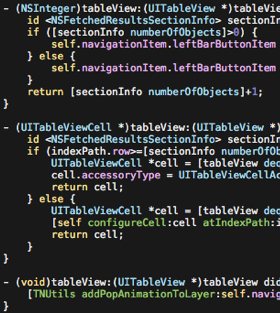 - (NSInteger)tableView:(UITableView *)tableVie
id <NSFetchedResultsSectionInfo> sectionIn
if ([sectionInfo numberOfObjects]>0) {
self.navigationItem.leftBarButtonItem
} else {
self.navigationItem.leftBarButtonItem
}
return [sectionInfo numberOfObjects]+1;
}
- (UITableViewCell *)tableView:(UITableView *)
id <NSFetchedResultsSectionInfo> sectionIn
if (indexPath.row>=[sectionInfo numberOfOb
UITableViewCell *cell = [tableView deq
cell.accessoryType = UITableViewCellAc
return cell;
} else {
UITableViewCell *cell = [tableView deq
[self configureCell:cell atIndexPath:i
return cell;
}
}
- (void)tableView:(UITableView *)tableView did
[TNUtils addPopAnimationToLayer:self.navig
}